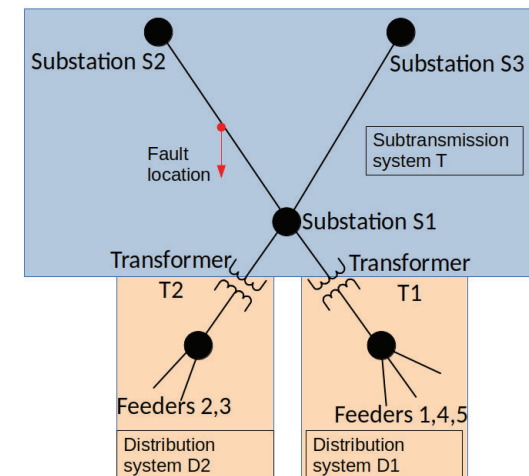 Substation S2
Substation S3
Fault
location
Subtransmission
system T
Substation S1
Transformer
T2
Transformer
T1
Feeders 2,3
Feeders 1,4,5
Distribution
system D2
Distribution
system D1